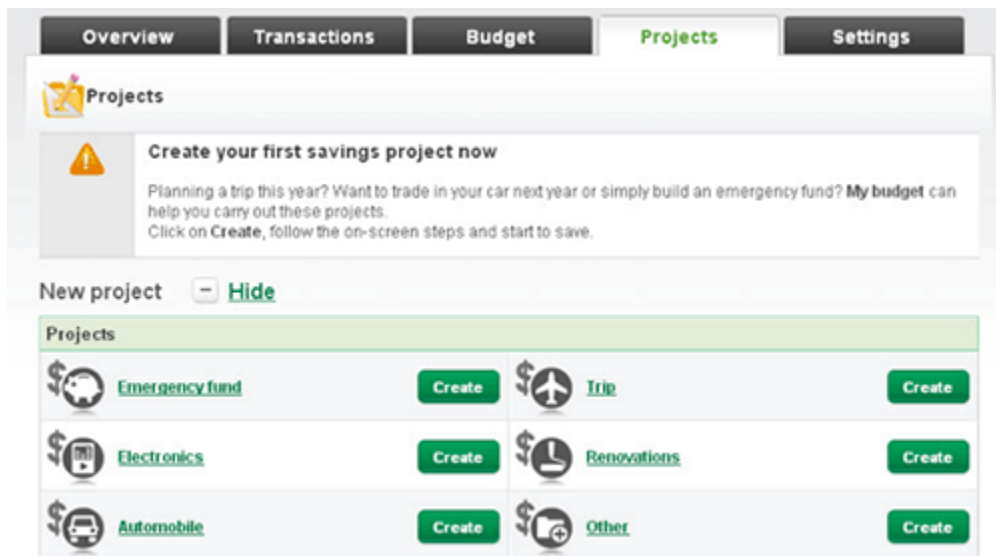 Overview Transactions Budget Projects Settings
Projects
Create your first savings project now
Planning a trip this year? Want to trade in your car next year or simply build an emergency fund? My budget can
help you carry out these projects.
Click on Create, follow the on-screen steps and start to save.
New project − Hide
Projects
$ Emergency fund Create $ Trip Create
$ Electronics Create $ Renovations Create
$ Automobile Create $ Other Create